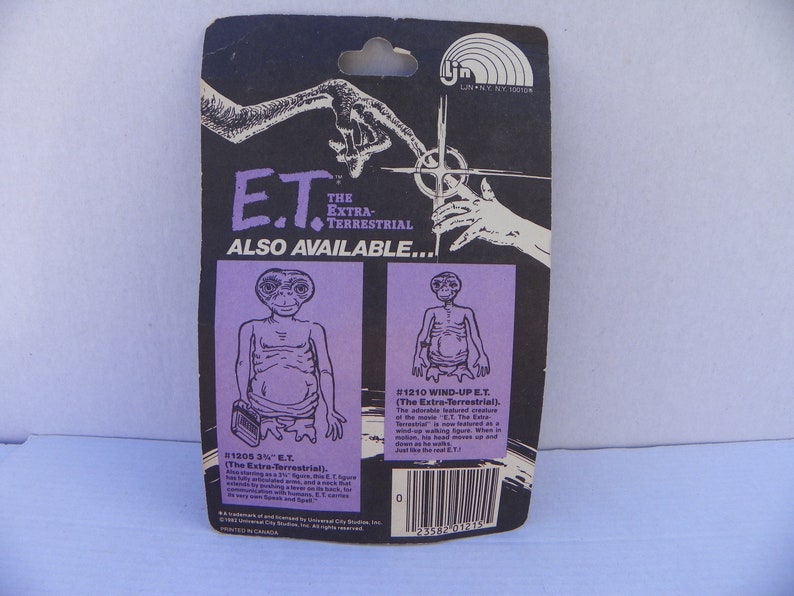 ljn
LJN • N.Y. N.Y. 10010®
E.T.™*
THE
EXTRA-
TERRESTRIAL
ALSO AVAILABLE...
#1205 3¾" E.T.
(The Extra-Terrestrial).
Also starring as a 3¾" figure, this E.T. figure
has fully articulated arms, and a neck that
extends by pushing a lever on its back, for
communication with humans, E.T. carries
its very own Speak and Spell.™
#1210 WIND-UP E.T.
(The Extra-Terrestrial).
The adorable featured creature
of the movie "E.T. The Extra-
Terrestrial" is now featured as a
wind-up walking figure. When in
motion, his head moves up and
down as he walks.
Just like the real E.T.!
*A trademark of and licensed by Universal City Studios, Inc.
©1982 Universal City Studios, Inc. All rights reserved.
PRINTED IN CANADA
0
23582 01215